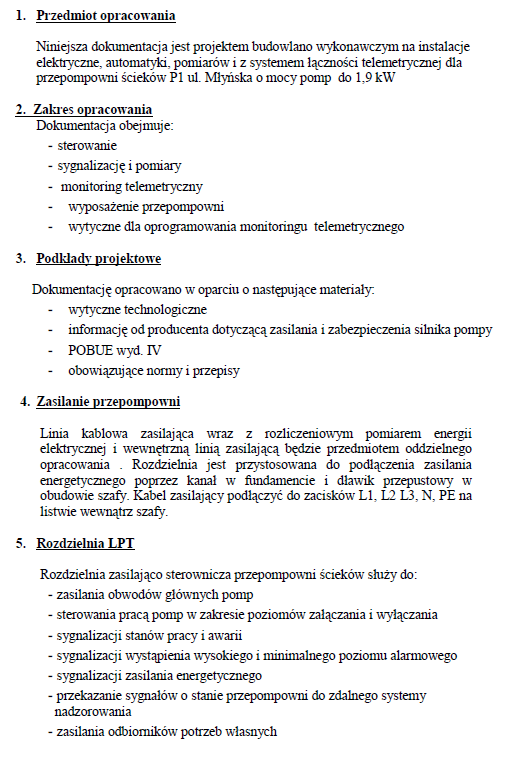 1. Przedmiot opracowania
Niniejsza dokumentacja jest projektem budowlano wykonawczym na instalacje
elektryczne, automatyki, pomiarów i z systemem łączności telemetrycznej dla
przepompowni ścieków P1 ul. Młyńska o mocy pomp do 1,9 kW
2. Zakres opracowania
Dokumentacja obejmuje:
- sterowanie
- sygnalizację i pomiary
- monitoring telemetryczny
- wyposażenie przepompowni
- wytyczne dla oprogramowania monitoringu telemetrycznego
3. Podkłady projektowe
Dokumentację opracowano w oparciu o następujące materiały:
- wytyczne technologiczne
- informację od producenta dotyczącą zasilania i zabezpieczenia silnika pompy
- POBUE wyd. IV
- obowiązujące normy i przepisy
4. Zasilanie przepompowni
Linia kablowa zasilająca wraz z rozliczeniowym pomiarem energii
elektrycznej i wewnętrzną linią zasilającą będzie przedmiotem oddzielnego
opracowania . Rozdzielnia jest przystosowana do podłączenia zasilania
energetycznego poprzez kanał w fundamencie i dławik przepustowy w
obudowie szafy. Kabel zasilający podłączyć do zacisków L1, L2 L3, N, PE na
listwie wewnątrz szafy.
5. Rozdzielnia LPT
Rozdzielnia zasilająco sterownicza przepompowni ścieków służy do:
- zasilania obwodów głównych pomp
- sterowania pracą pomp w zakresie poziomów załączania i wyłączania
- sygnalizacji stanów pracy i awarii
- sygnalizacji wystąpienia wysokiego i minimalnego poziomu alarmowego
- sygnalizacji zasilania energetycznego
- przekazanie sygnałów o stanie przepompowni do zdalnego systemy
nadzorowania
- zasilania odbiorników potrzeb własnych